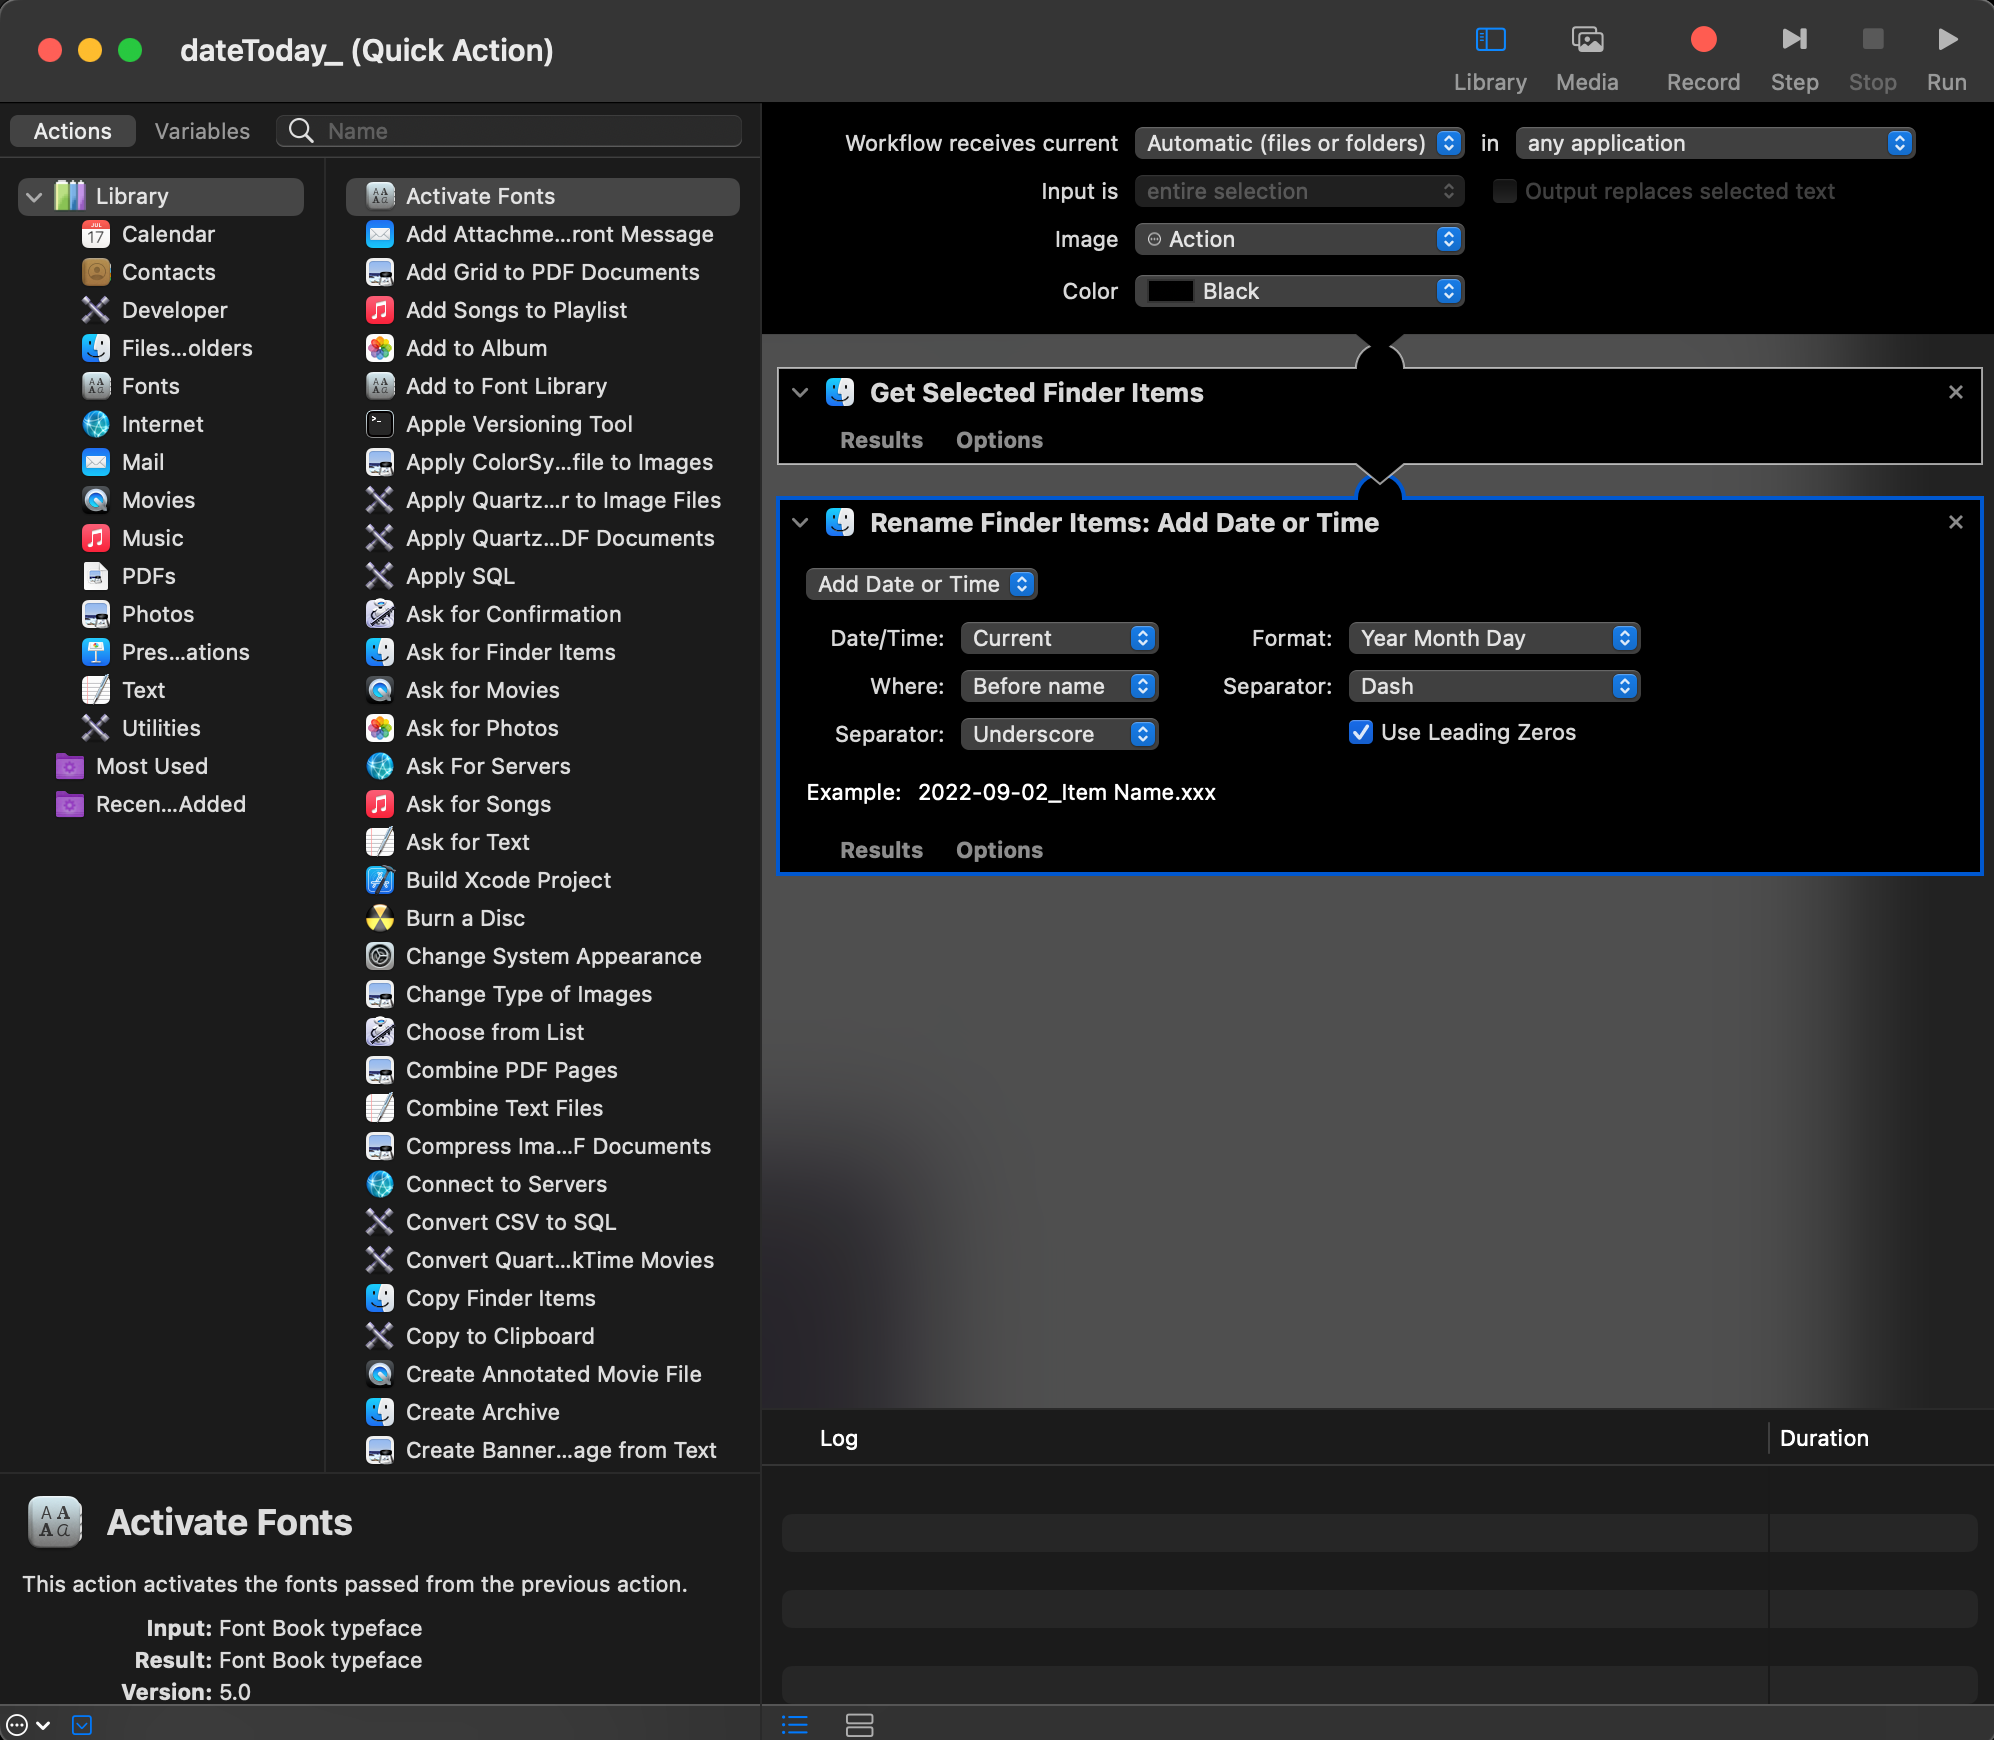 dateToday_ (Quick Action)
Library
Media
Record
Step
Stop
Run
Actions
Variables
Name
Library
Calendar
Contacts
Developer
Files...olders
Fonts
Internet
Mail
Movies
Music
PDFs
Photos
Pres...ations
Text
Utilities
Most Used
Recen...Added
Activate Fonts
Add Attachme...ront Message
Add Grid to PDF Documents
Add Songs to Playlist
Add to Album
Add to Font Library
Apple Versioning Tool
Apply ColorSy...file to Images
Apply Quartz...r to Image Files
Apply Quartz...DF Documents
Apply SQL
Ask for Confirmation
Ask for Finder Items
Ask for Movies
Ask for Photos
Ask For Servers
Ask for Songs
Ask for Text
Build Xcode Project
Burn a Disc
Change System Appearance
Change Type of Images
Choose from List
Combine PDF Pages
Combine Text Files
Compress Ima...F Documents
Connect to Servers
Convert CSV to SQL
Convert Quart...kTime Movies
Copy Finder Items
Copy to Clipboard
Create Annotated Movie File
Create Archive
Create Banner...age from Text
Activate Fonts
This action activates the fonts passed from the previous action.
Input: Font Book typeface
Result: Font Book typeface
Version: 5.0
Workflow receives current Automatic (files or folders) in any application
Input is entire selection Output replaces selected text
Image Action
Color Black
Get Selected Finder Items
Results Options
Rename Finder Items: Add Date or Time
Add Date or Time
Date/Time: Current Format: Year Month Day
Where: Before name Separator: Dash
Separator: Underscore Use Leading Zeros
Example: 2022-09-02_Item Name.xxx
Results Options
Log Duration